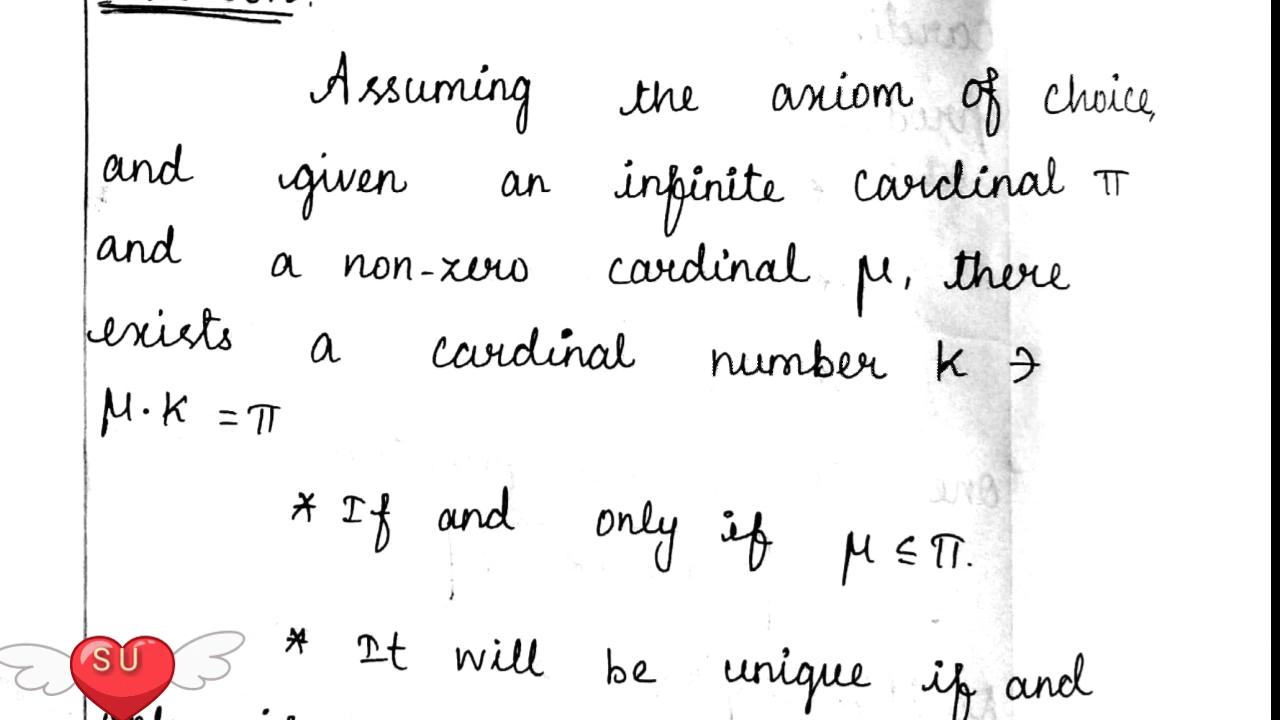 Assuming the axiom of choice,
and given an infinite cardinal π
and a non-zero cardinal μ, there
exists a cardinal number k ∋
μ·k = π
* If and only if μ ≤ π.
* It will be unique if and
SU